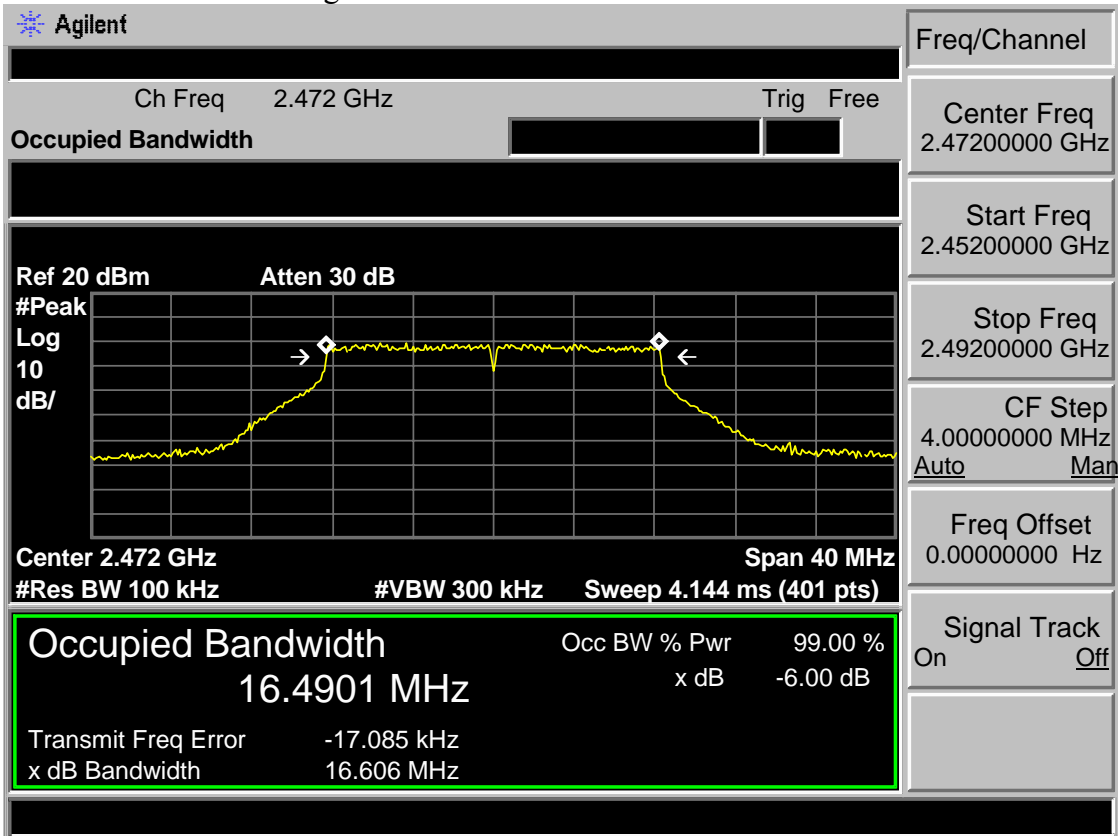 Agilent
Freq/Channel
Ch Freq 2.472 GHz Trig Free
Occupied Bandwidth
Center Freq
2.47200000 GHz
Start Freq
2.45200000 GHz
Stop Freq
2.49200000 GHz
CF Step
4.00000000 MHz
Auto Man
Freq Offset
0.00000000 Hz
Signal Track
On Off
Ref 20 dBm Atten 30 dB
#Peak
Log
10
dB/
Center 2.472 GHz Span 40 MHz
#Res BW 100 kHz #VBW 300 kHz Sweep 4.144 ms (401 pts)
Occupied Bandwidth
16.4901 MHz
Occ BW % Pwr 99.00 %
x dB -6.00 dB
Transmit Freq Error -17.085 kHz
x dB Bandwidth 16.606 MHz